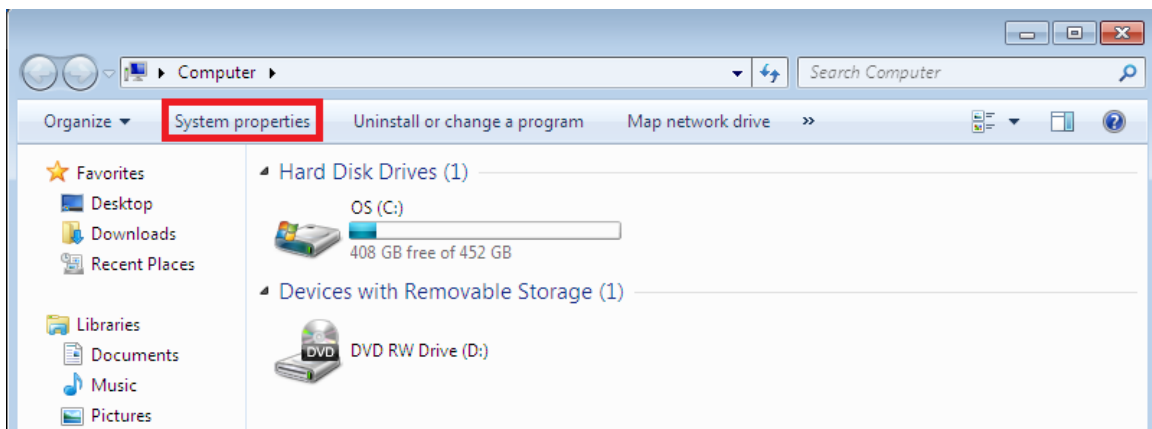 Computer
Search Computer
Organize
System properties
Uninstall or change a program
Map network drive
»
Favorites
Desktop
Downloads
Recent Places
Libraries
Documents
Music
Pictures
Hard Disk Drives (1)
OS (C:)
408 GB free of 452 GB
Devices with Removable Storage (1)
DVD
DVD RW Drive (D:)